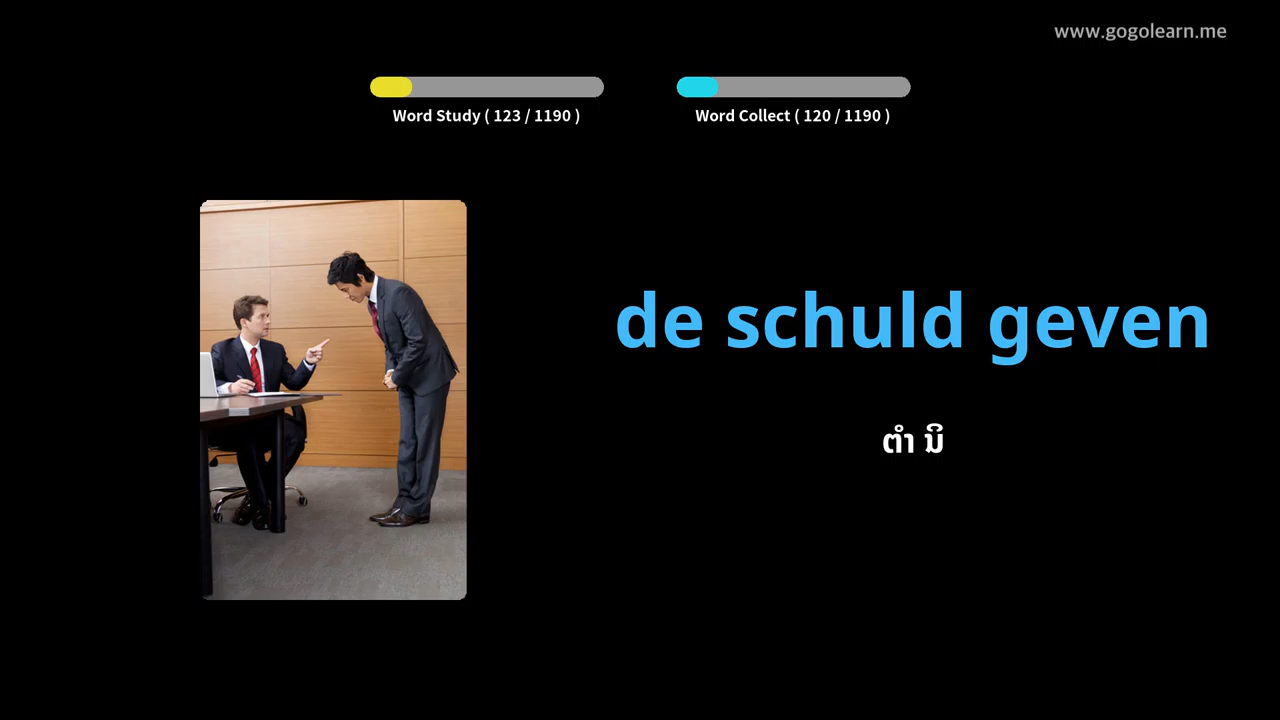 www.gogolearn.me
Word Study ( 123 / 1190 )
Word Collect ( 120 / 1190 )
de schuld geven
ຕຳ ນິ